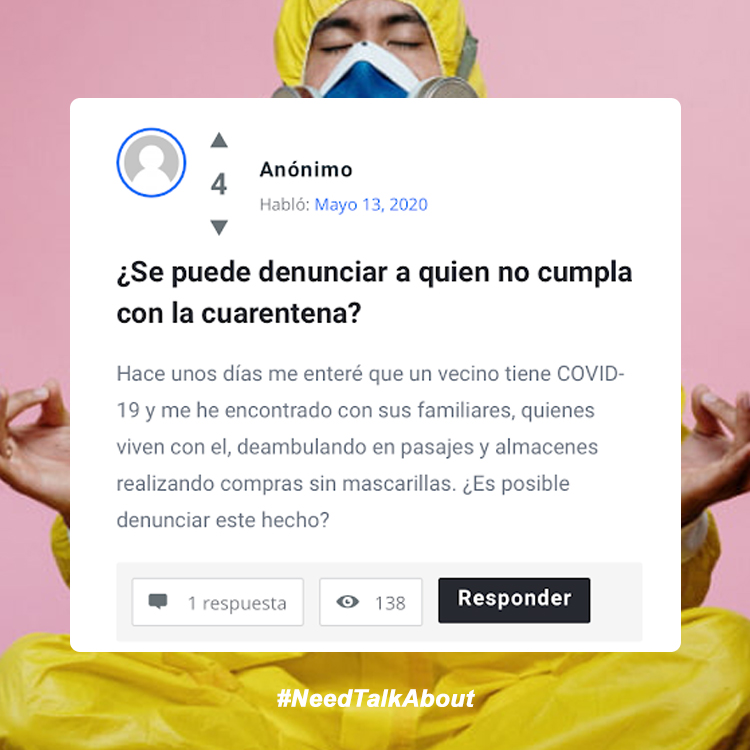 4
Anónimo
Habló: Mayo 13, 2020
¿Se puede denunciar a quien no cumpla
con la cuarentena?
Hace unos días me enteré que un vecino tiene COVID-
19 y me he encontrado con sus familiares, quienes
viven con el, deambulando en pasajes y almacenes
realizando compras sin mascarillas. ¿Es posible
denunciar este hecho?
1 respuesta
138
Responder
#NeedTalkAbout